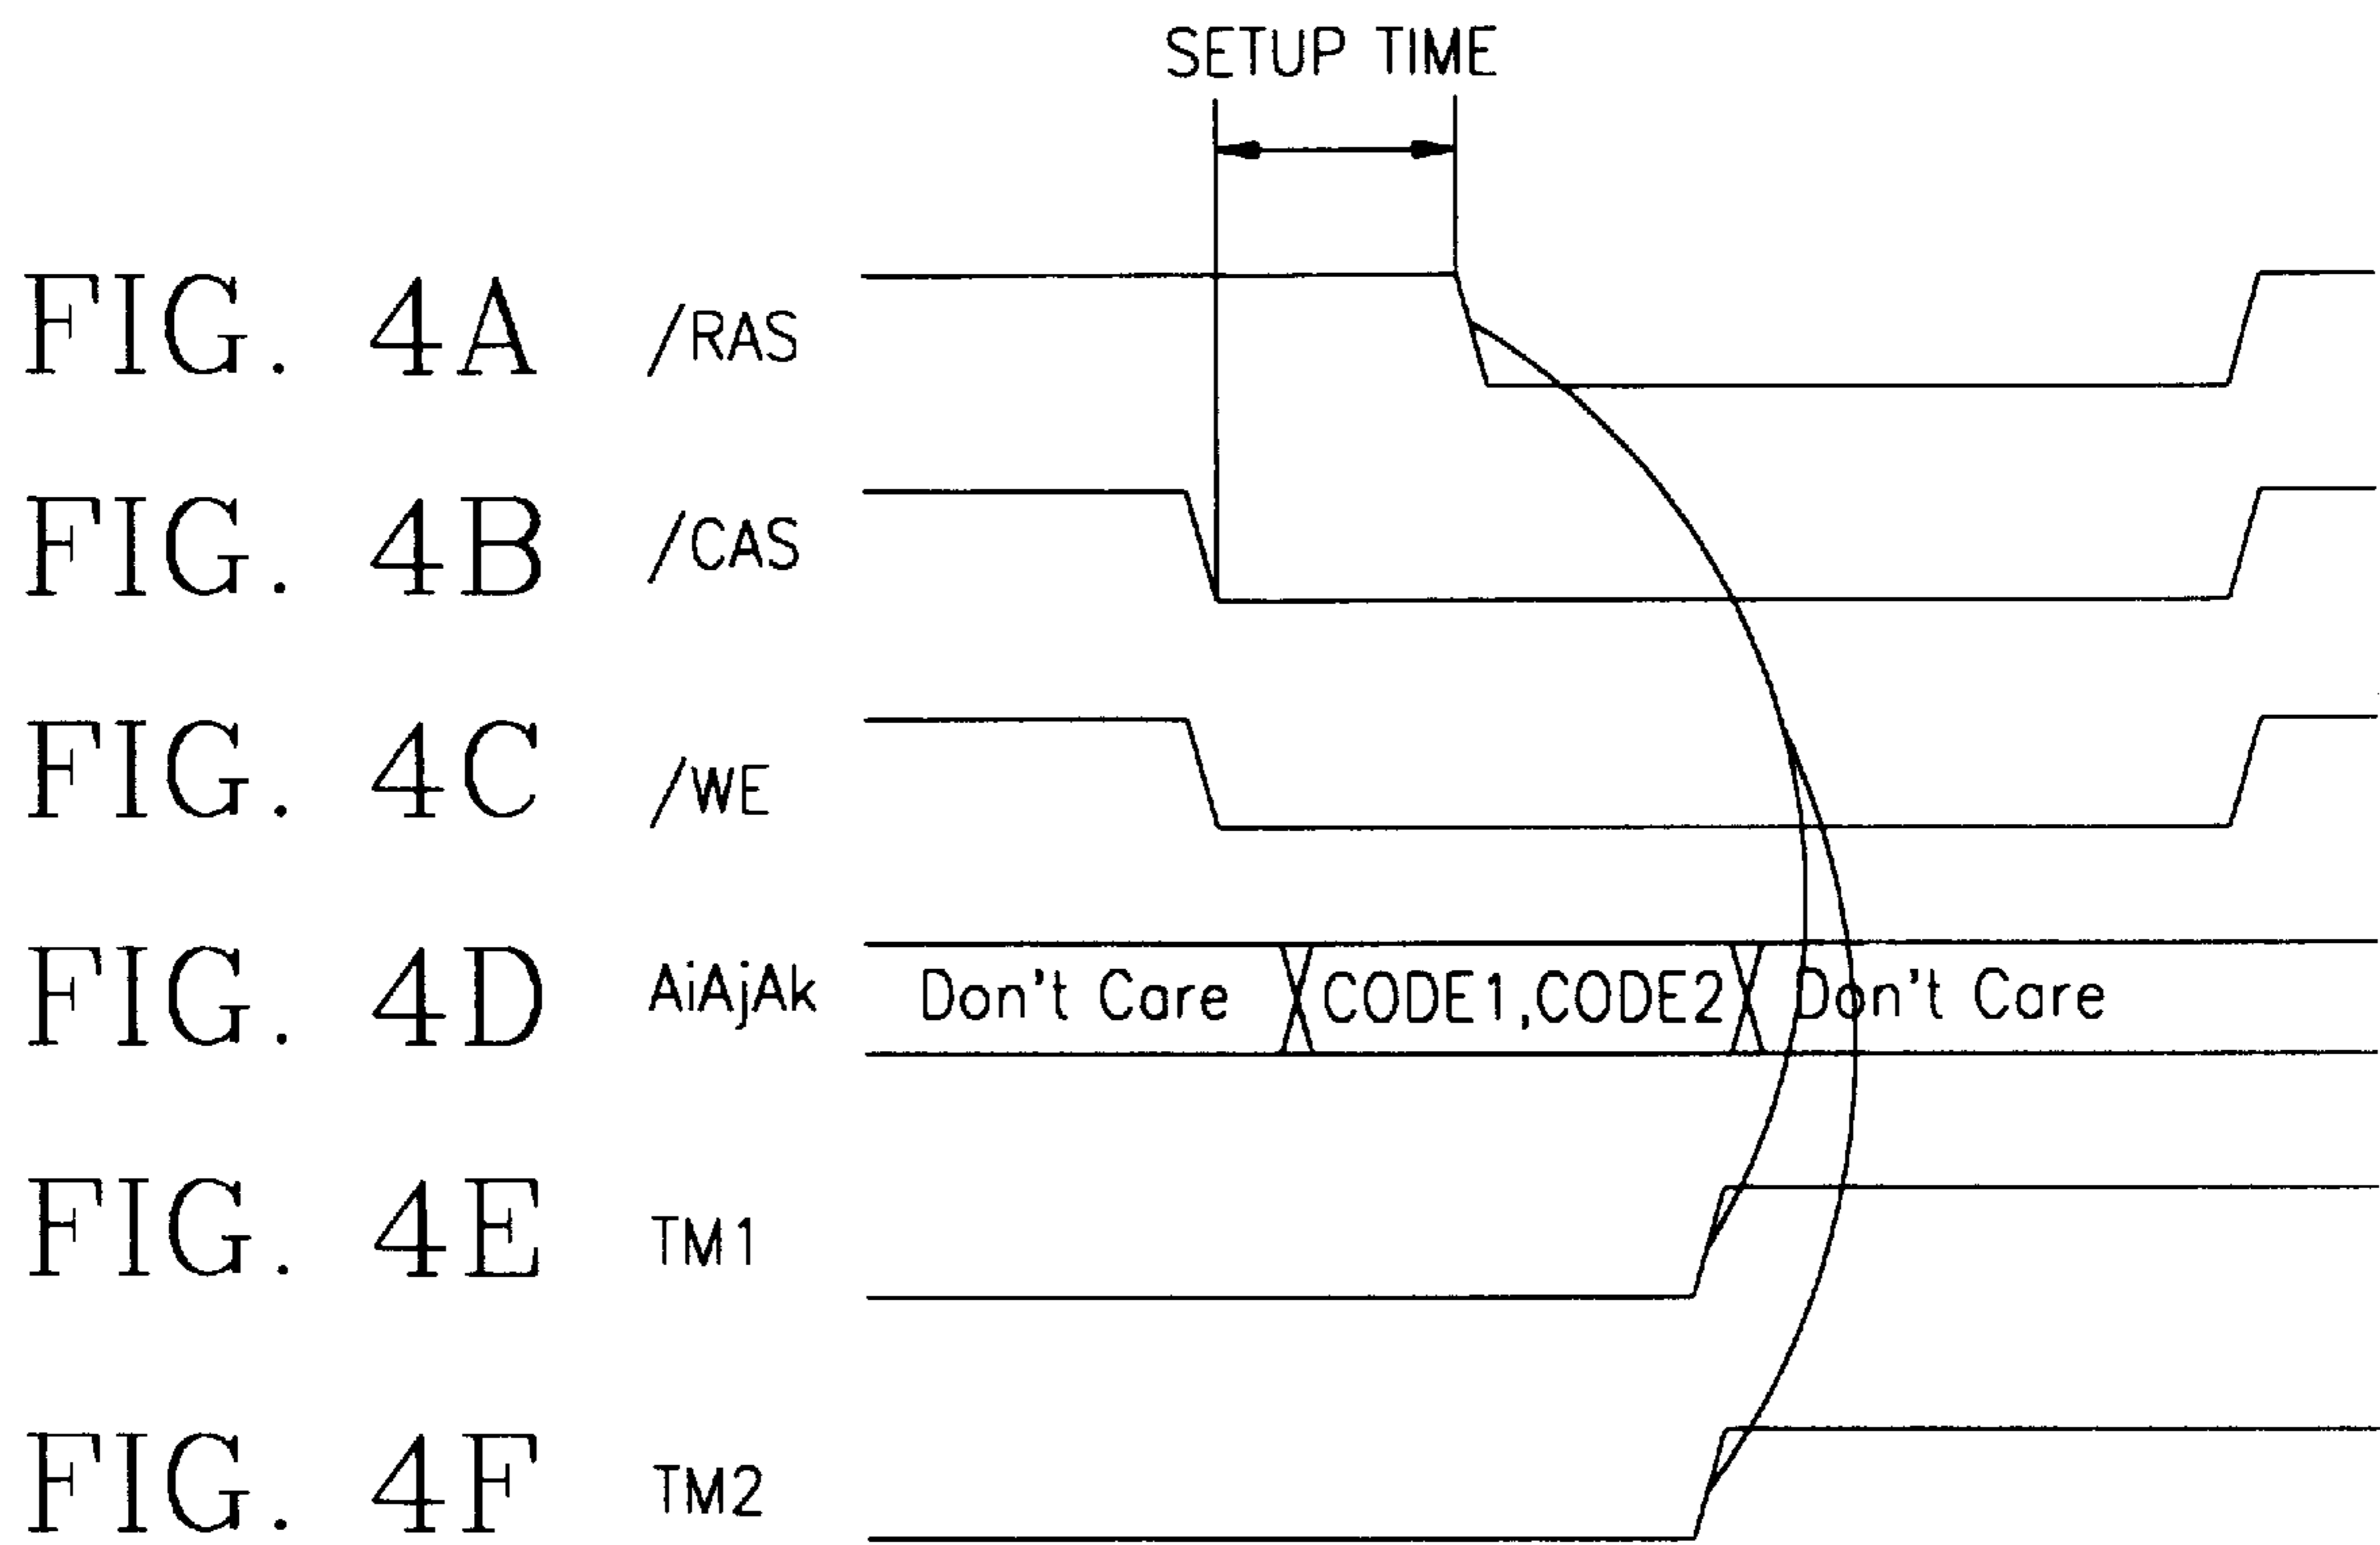 SETUP TIME
FIG. 4A /RAS
FIG. 4B /CAS
FIG. 4C /WE
FIG. 4D AiAjAk Don't Care CODE1,CODE2 Don't Care
FIG. 4E TM1
FIG. 4F TM2